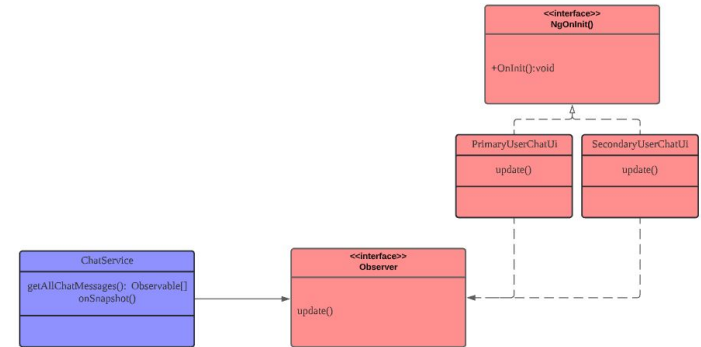 <<interface>>
NgOnInit()
+OnInit():void
PrimaryUserChatUi
update()
SecondaryUserChatUi
update()
ChatService
getAllChatMessages(): Observable[]
onSnapshot()
<<interface>>
Observer
update()